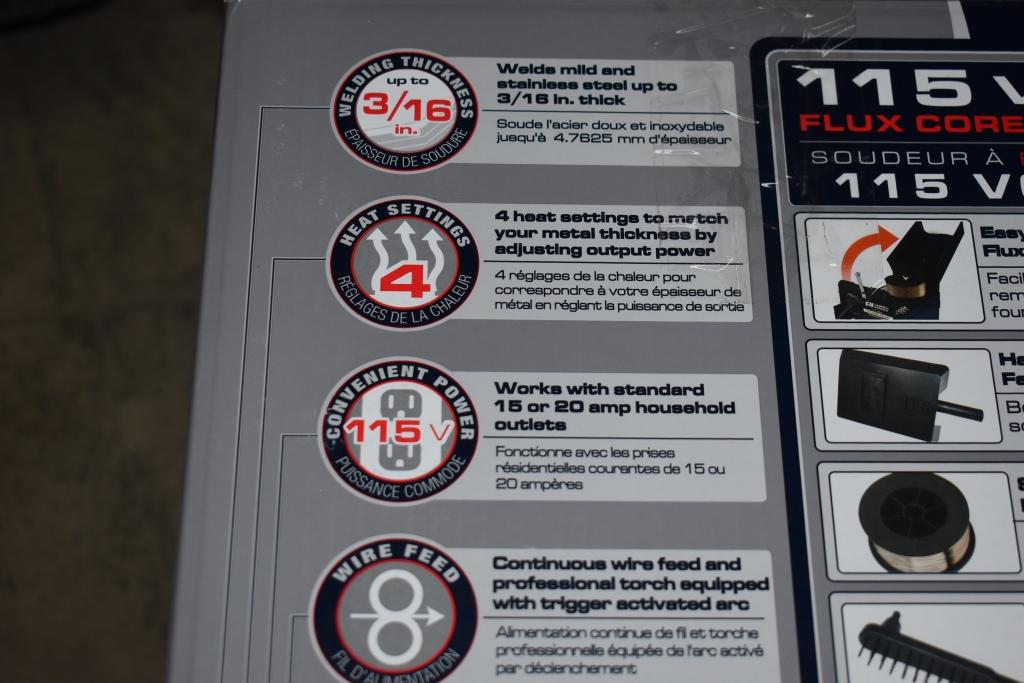 WELDING THICKNESS
up to
3/16
in.
ÉPAISSEUR DE SOUDURE
Welds mild and
stainless steel up to
3/16 in. thick
Soude l'acier doux et inoxydable
jusqu'à 4.7625 mm d'épaisseur
HEAT SETTINGS
4
RÉGLAGES DE LA CHALEUR
4 heat settings to match
your metal thickness by
adjusting output power
4 réglages de la chaleur pour
correspondre à votre épaisseur de
métal en réglant la puissance de sortie
CONVENIENT POWER
115 V
PUISSANCE COMMODE
Works with standard
15 or 20 amp household
outlets
Fonctionne avec les prises
résidentielles courantes de 15 ou
20 ampères
WIRE FEED
FIL D'ALIMENTATION
Continuous wire feed and
professional torch equipped
with trigger activated arc
Alimentation continue de fil et torche
professionnelle équipée de l'arc activé
par déclenchement
115 V
FLUX CORE
SOUDEUR À
115 VO
Easy
Flux
Facil
rem
four